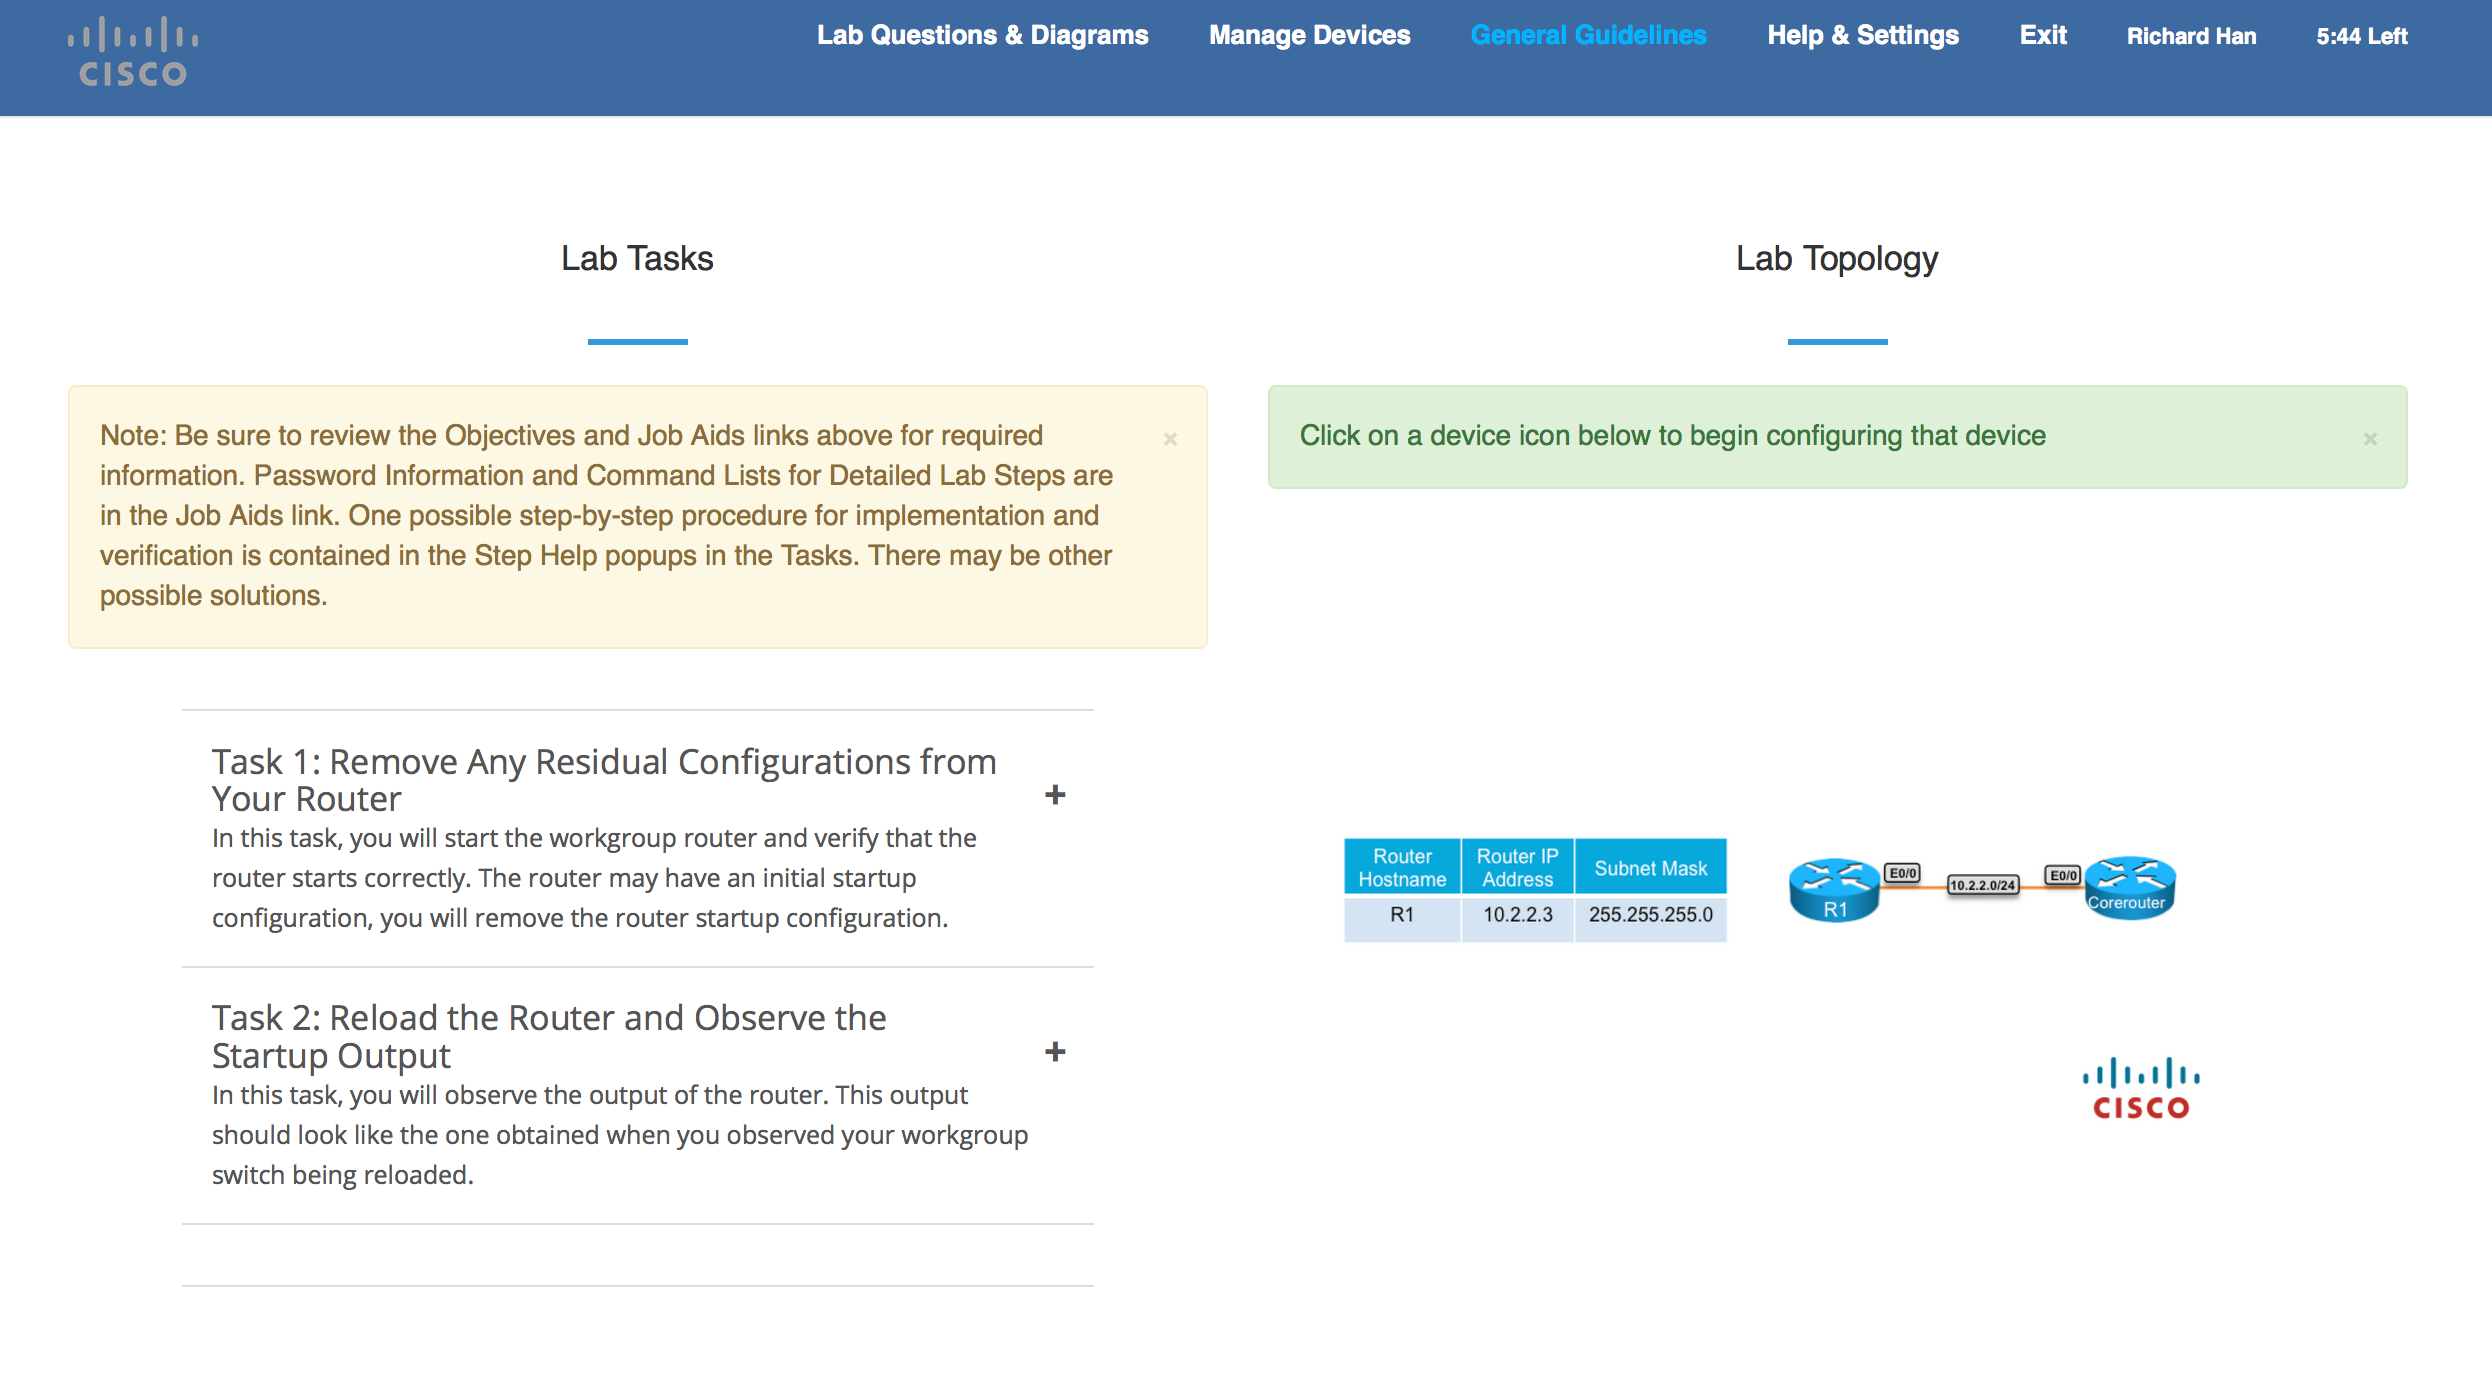 CISCO
Lab Questions & Diagrams
Manage Devices
General Guidelines
Help & Settings
Exit
Richard Han
5:44 Left
Lab Tasks
Note: Be sure to review the Objectives and Job Aids links above for required
information. Password Information and Command Lists for Detailed Lab Steps are
in the Job Aids link. One possible step-by-step procedure for implementation and
verification is contained in the Step Help popups in the Tasks. There may be other
possible solutions.
×
Task 1: Remove Any Residual Configurations from
Your Router
+
In this task, you will start the workgroup router and verify that the
router starts correctly. The router may have an initial startup
configuration, you will remove the router startup configuration.
Task 2: Reload the Router and Observe the
Startup Output
+
In this task, you will observe the output of the router. This output
should look like the one obtained when you observed your workgroup
switch being reloaded.
Lab Topology
Click on a device icon below to begin configuring that device
×
Router Hostname
Router IP Address
Subnet Mask
R1
10.2.2.3
255.255.255.0
R1
E0/0
10.2.2.0/24
E0/0
Corerouter
CISCO